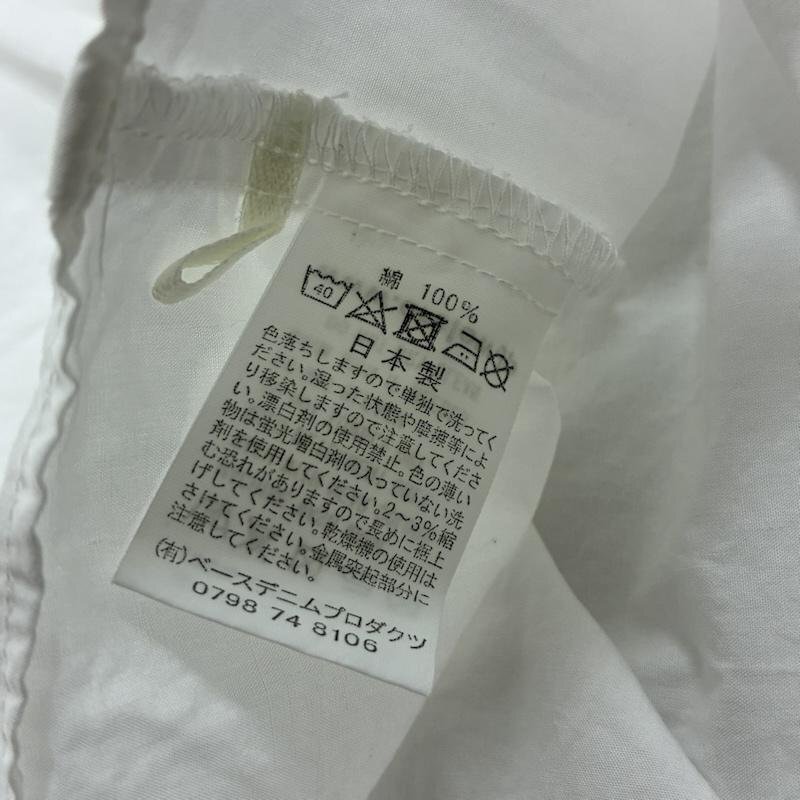 綿 100%
40
日本製
色落ちしますので単独で洗ってく
ださい。湿った状態や摩擦等によ
り移染しますので注意してくださ
い。漂白剤の使用禁止。色の薄い
物は蛍光増白剤の入っていない洗
剤を使用してください。2～3%縮
む恐れがありますので長めに裾上
げしてください。乾燥機の使用は
さけてください。金属突起部分に
注意してください。
(有)ベースデニムプロダクツ
0798 74 8106